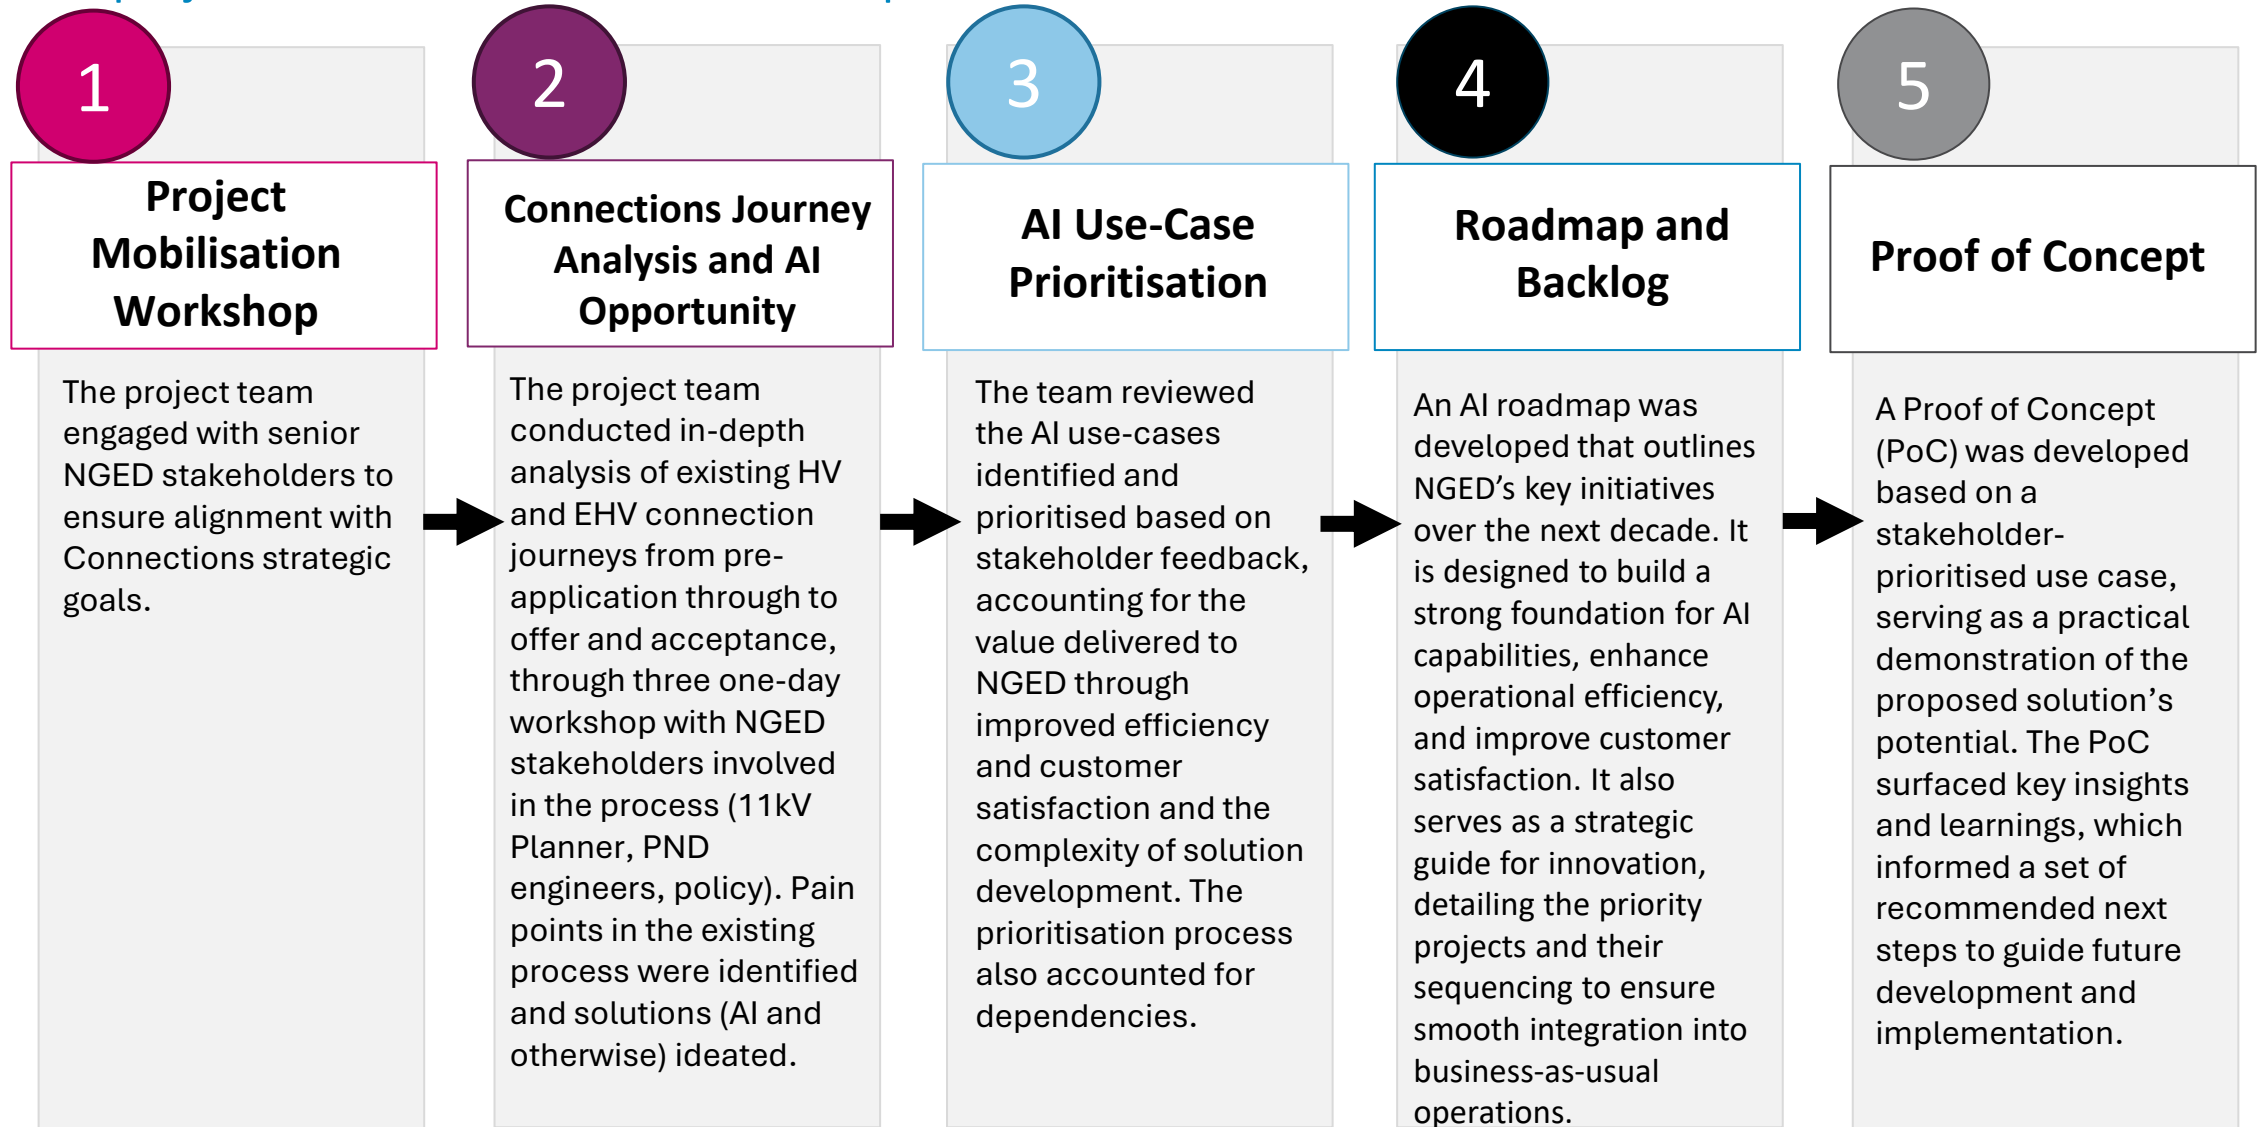 1
Project
Mobilisation
Workshop
The project team
engaged with senior
NGED stakeholders to
ensure alignment with
Connections strategic
goals.
2
Connections Journey
Analysis and AI
Opportunity
The project team
conducted in-depth
analysis of existing HV
and EHV connection
journeys from pre-
application through to
offer and acceptance,
through three one-day
workshop with NGED
stakeholders involved
in the process (11kV
Planner, PND
engineers, policy). Pain
points in the existing
process were identified
and solutions (AI and
otherwise) ideated.
3
AI Use-Case
Prioritisation
The team reviewed
the AI use-cases
identified and
prioritised based on
stakeholder feedback,
accounting for the
value delivered to
NGED through
improved efficiency
and customer
satisfaction and the
complexity of solution
development. The
prioritisation process
also accounted for
dependencies.
4
Roadmap and
Backlog
An AI roadmap was
developed that outlines
NGED’s key initiatives
over the next decade. It
is designed to build a
strong foundation for AI
capabilities, enhance
operational efficiency,
and improve customer
satisfaction. It also
serves as a strategic
guide for innovation,
detailing the priority
projects and their
sequencing to ensure
smooth integration into
business-as-usual
operations.
5
Proof of Concept
A Proof of Concept
(PoC) was developed
based on a
stakeholder-
prioritised use case,
serving as a practical
demonstration of the
proposed solution’s
potential. The PoC
surfaced key insights
and learnings, which
informed a set of
recommended next
steps to guide future
development and
implementation.